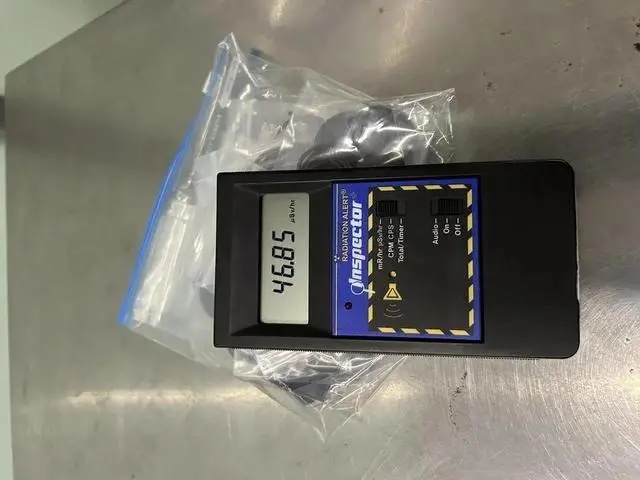 46.85 µSv/hr
RADIATION ALERT®
Inspector+
mR/hr µSv/hr
CPM CPS
Total/Timer
Audio
On
Off